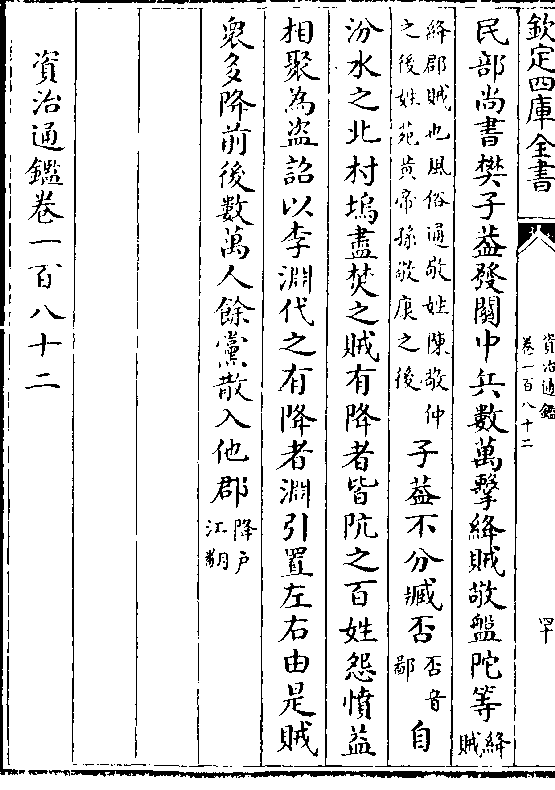 欽定四庫全書
資治通鑑
卷一百八十二
四十
民部尚書樊子葢發關中兵數萬擊絳賊敬盤陀等絳賊
絳郡賊也風俗通敬姓陳敬仲
之後姓苑黃帝孫敬康之後
子葢不分臧否否音鄙自
汾水之北村塢盡焚之賊有降者皆阬之百姓怨憤益
相聚為盜詔以李淵代之有降者淵引置左右由是賊
衆多降前後數萬人餘黨散入他郡降戶江翻
資治通鑑卷一百八十二